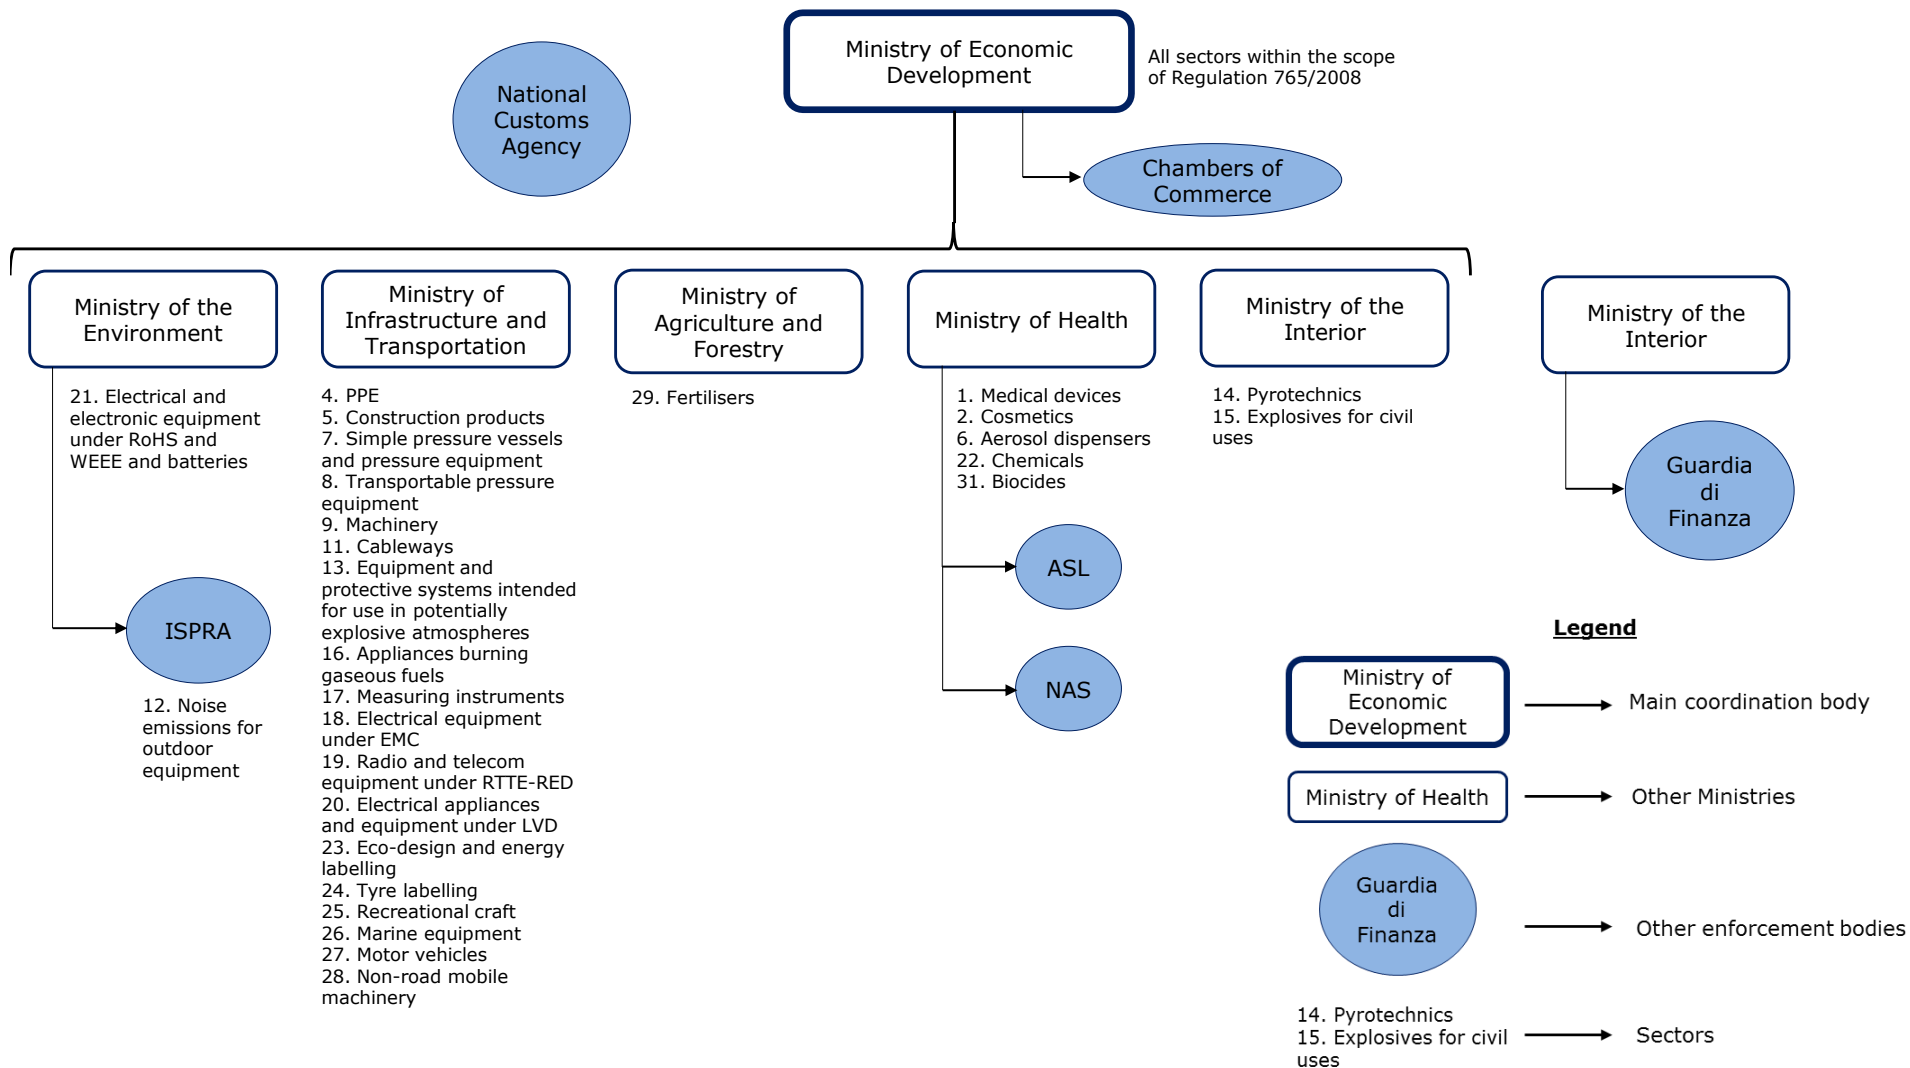 Ministry of Economic
Development
All sectors within the scope
of Regulation 765/2008
National
Customs
Agency
Chambers of
Commerce
Ministry of the
Environment
21. Electrical and
electronic equipment
under RoHS and
WEEE and batteries
ISPRA
12. Noise
emissions for
outdoor
equipment
Ministry of
Infrastructure and
Transportation
4. PPE
5. Construction products
7. Simple pressure vessels
and pressure equipment
8. Transportable pressure
equipment
9. Machinery
11. Cableways
13. Equipment and
protective systems intended
for use in potentially
explosive atmospheres
16. Appliances burning
gaseous fuels
17. Measuring instruments
18. Electrical equipment
under EMC
19. Radio and telecom
equipment under RTTE-RED
20. Electrical appliances
and equipment under LVD
23. Eco-design and energy
labelling
24. Tyre labelling
25. Recreational craft
26. Marine equipment
27. Motor vehicles
28. Non-road mobile
machinery
Ministry of
Agriculture and
Forestry
29. Fertilisers
Ministry of Health
1. Medical devices
2. Cosmetics
6. Aerosol dispensers
22. Chemicals
31. Biocides
ASL
NAS
Ministry of the
Interior
14. Pyrotechnics
15. Explosives for civil
uses
Ministry of the
Interior
Guardia
di
Finanza
Legend
Ministry of
Economic
Development
Main coordination body
Ministry of Health
Other Ministries
Guardia
di
Finanza
Other enforcement bodies
14. Pyrotechnics
15. Explosives for civil
uses
Sectors